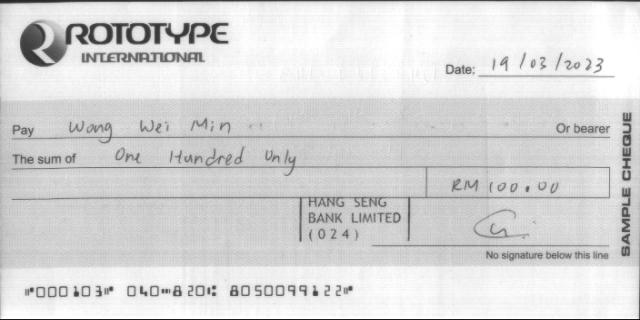 ROTOTYPE
INTERNATIONAL
Date: 19/03/2023
Pay Wong Wei Min Or bearer
The sum of One Hundred Only
RM 100.00
HANG SENG
BANK LIMITED
(024)
No signature below this line
SAMPLE CHEQUE
⑈000103⑈ 040⑉820⑆ 8050099122⑈